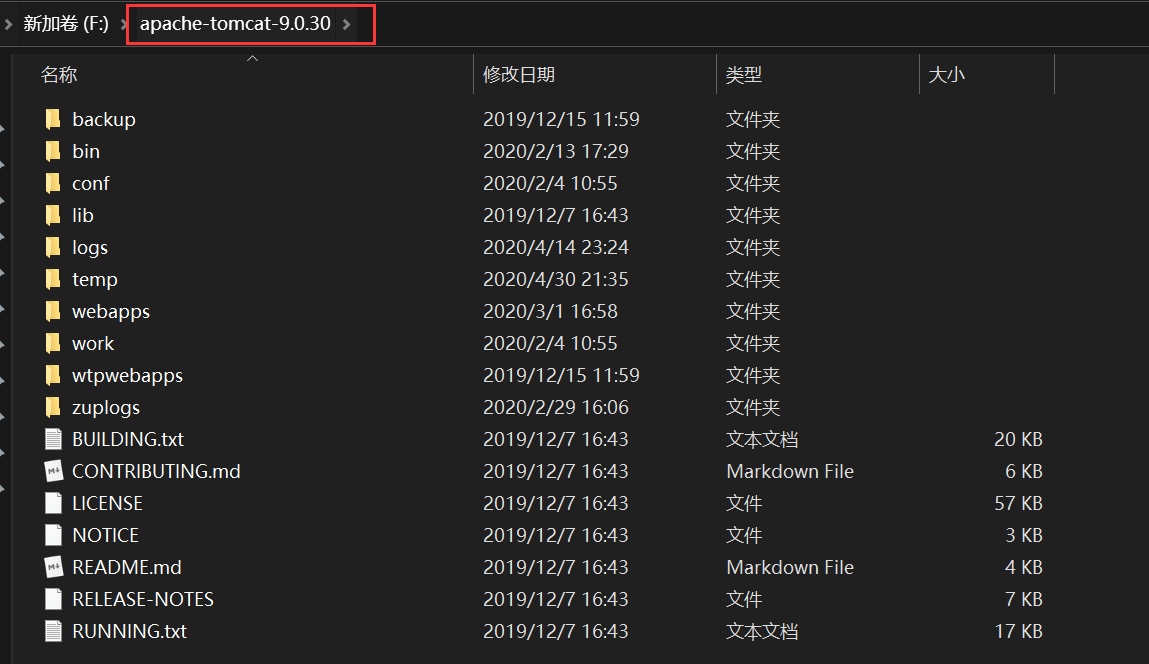 新加卷 (F:) apache-tomcat-9.0.30
名称 修改日期 类型 大小
backup 2019/12/15 11:59 文件夹
bin 2020/2/13 17:29 文件夹
conf 2020/2/4 10:55 文件夹
lib 2019/12/7 16:43 文件夹
logs 2020/4/14 23:24 文件夹
temp 2020/4/30 21:35 文件夹
webapps 2020/3/1 16:58 文件夹
work 2020/2/4 10:55 文件夹
wtpwebapps 2019/12/15 11:59 文件夹
zuplogs 2020/2/29 16:06 文件夹
BUILDING.txt 2019/12/7 16:43 文本文档 20 KB
CONTRIBUTING.md 2019/12/7 16:43 Markdown File 6 KB
LICENSE 2019/12/7 16:43 文件 57 KB
NOTICE 2019/12/7 16:43 文件 3 KB
README.md 2019/12/7 16:43 Markdown File 4 KB
RELEASE-NOTES 2019/12/7 16:43 文件 7 KB
RUNNING.txt 2019/12/7 16:43 文本文档 17 KB